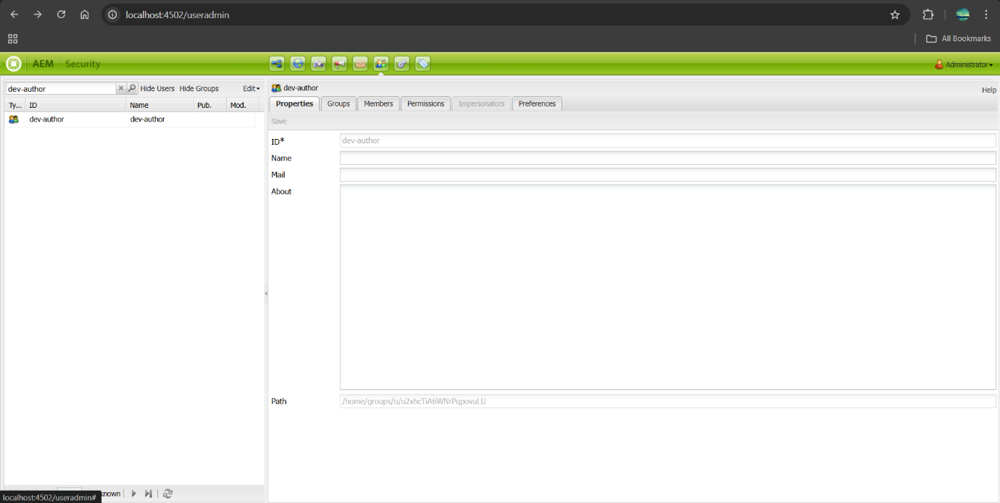 localhost:4502/useradmin
All Bookmarks
AEM Security
Administrator
dev-author Hide Users Hide Groups Edit
Ty... ID Name Pub. Mod.
dev-author dev-author
dev-author
Help
Properties Groups Members Permissions Impersonators Preferences
Save
ID* dev-author
Name
Mail
About
Path /home/groups/o/o2xhcTiA6WNrPqpovuLU
known
localhost:4502/useradmin#